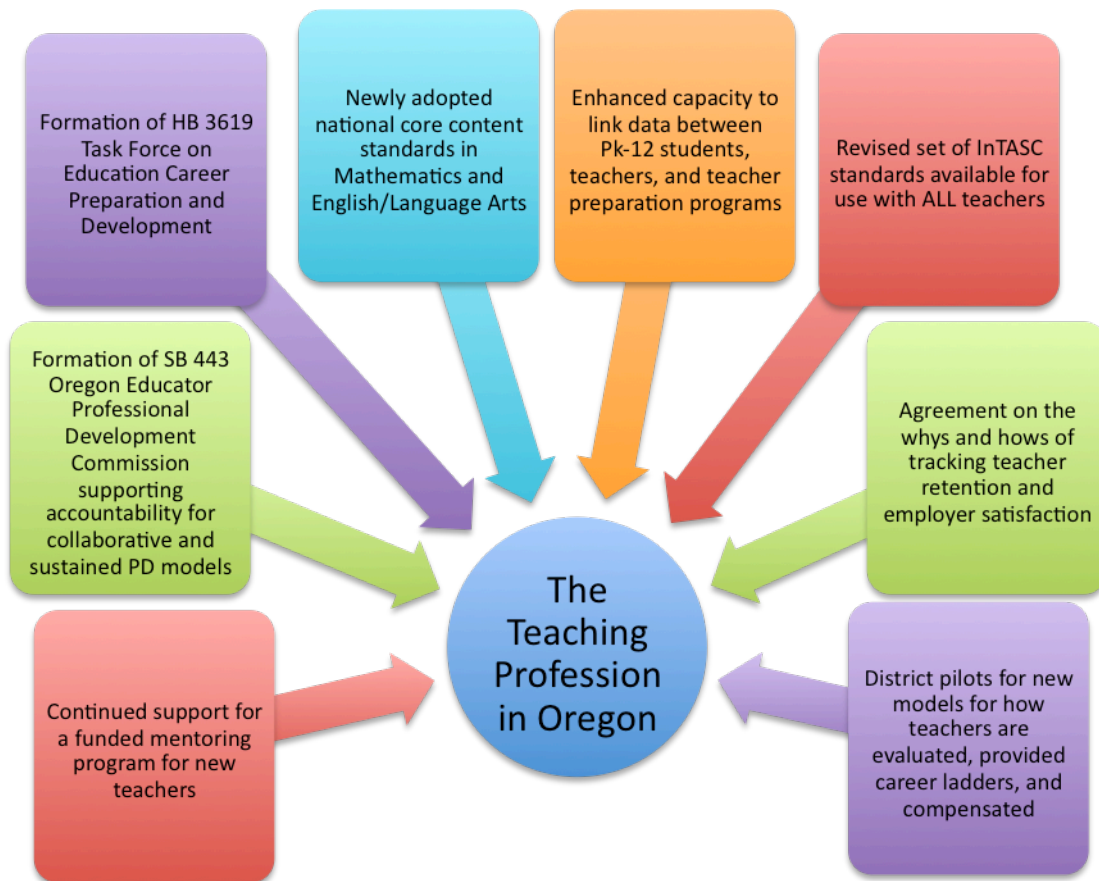 Formation of HB 3619
Task Force on
Education Career
Preparation and
Development
Newly adopted
national core content
standards in
Mathematics and
English/Language Arts
Enhanced capacity to
link data between
Pk-12 students,
teachers, and teacher
preparation programs
Revised set of InTASC
standards available for
use with ALL teachers
Formation of SB 443
Oregon Educator
Professional
Development
Commission
supporting
accountability for
collaborative and
sustained PD models
Agreement on the
whys and hows of
tracking teacher
retention and
employer satisfaction
The
Teaching
Profession
in Oregon
Continued support for
a funded mentoring
program for new
teachers
District pilots for new
models for how
teachers are
evaluated, provided
career ladders, and
compensated